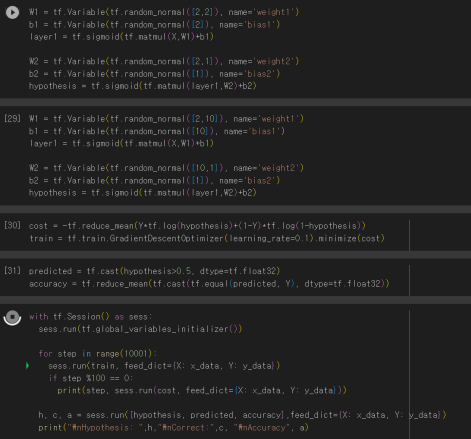 W1 = tf.Variable(tf.random_normal([2,2]), name='weight1')
b1 = tf.Variable(tf.random_normal([2]), name='bias1')
layer1 = tf.sigmoid(tf.matmul(X,W1)+b1)
W2 = tf.Variable(tf.random_normal([2,1]), name='weight2')
b2 = tf.Variable(tf.random_normal([1]), name='bias2')
hypothesis = tf.sigmoid(tf.matmul(layer1,W2)+b2)
[29] W1 = tf.Variable(tf.random_normal([2,10]), name='weight1')
b1 = tf.Variable(tf.random_normal([10]), name='bias1')
layer1 = tf.sigmoid(tf.matmul(X,W1)+b1)
W2 = tf.Variable(tf.random_normal([10,1]), name='weight2')
b2 = tf.Variable(tf.random_normal([1]), name='bias2')
hypothesis = tf.sigmoid(tf.matmul(layer1,W2)+b2)
[30] cost = -tf.reduce_mean(Y*tf.log(hypothesis)+(1-Y)*tf.log(1-hypothesis))
train = tf.train.GradientDescentOptimizer(learning_rate=0.1).minimize(cost)
[31] predicted = tf.cast(hypothesis>0.5, dtype=tf.float32)
accuracy = tf.reduce_mean(tf.cast(tf.equal(predicted, Y), dtype=tf.float32))
with tf.Session() as sess:
sess.run(tf.global_variables_initializer())
for step in range(10001):
sess.run(train, feed_dict={X: x_data, Y: y_data})
if step %100 == 0:
print(step, sess.run(cost, feed_dict={X: x_data, Y: y_data}))
h, c, a = sess.run([hypothesis, predicted, accuracy],feed_dict={X: x_data, Y: y_data})
print("₩nHypothesis: ",h,"₩nCorrect:",c, "₩nAccuracy", a)